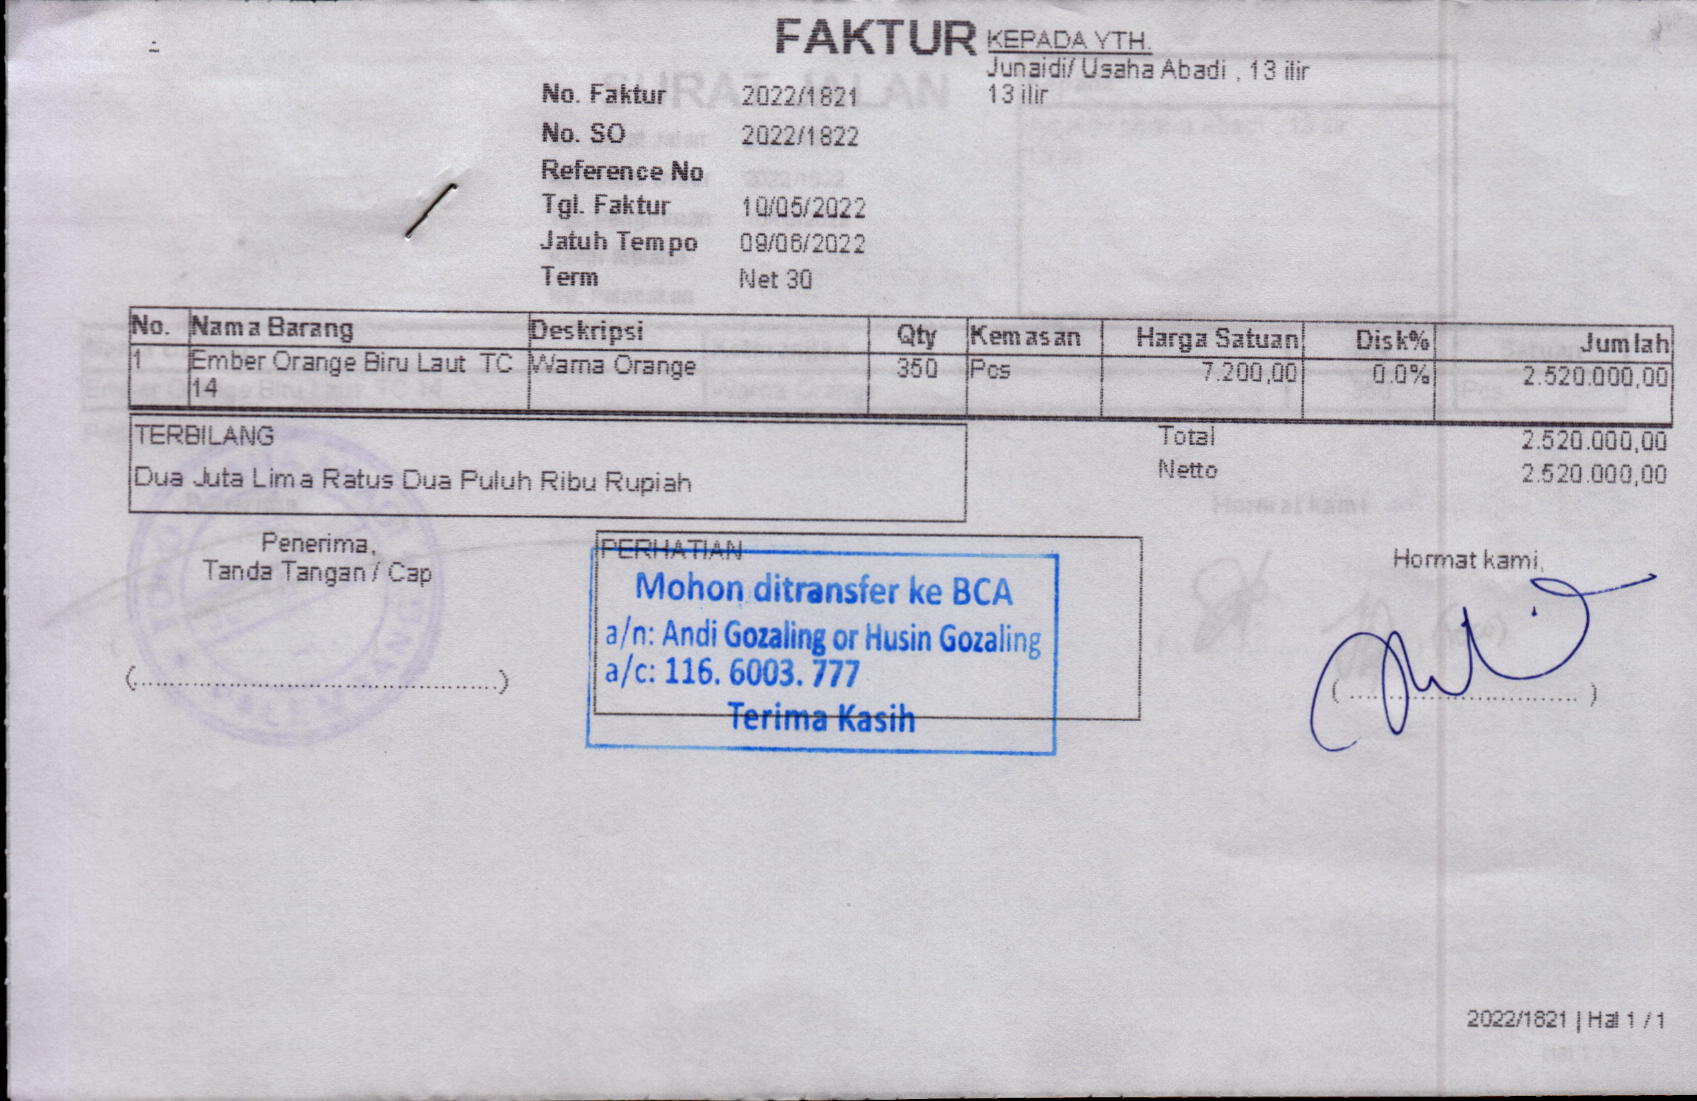 FAKTUR
KEPADA YTH.
Junaidi/ Usaha Abadi , 13 ilir
13 ilir
No. Faktur 2022/1821
No. SO 2022/1822
Reference No
Tgl. Faktur 10/05/2022
Jatuh Tempo 09/06/2022
Term Net 30
No. Nama Barang Deskripsi Qty Kemasan Harga Satuan Disk% Jumlah
1 Ember Orange Biru Laut TC Warna Orange 350 Pcs 7.200,00 0.0% 2.520.000,00
14
TERBILANG
Dua Juta Lima Ratus Dua Puluh Ribu Rupiah
Total 2.520.000,00
Netto 2.520.000,00
Penerima,
Tanda Tangan / Cap
(..............................................)
PERHATIAN
Mohon ditransfer ke BCA
a/n: Andi Gozaling or Husin Gozaling
a/c: 116. 6003. 777
Terima Kasih
Hormat kami,
(..............................)
2022/1821 | Hal 1 / 1